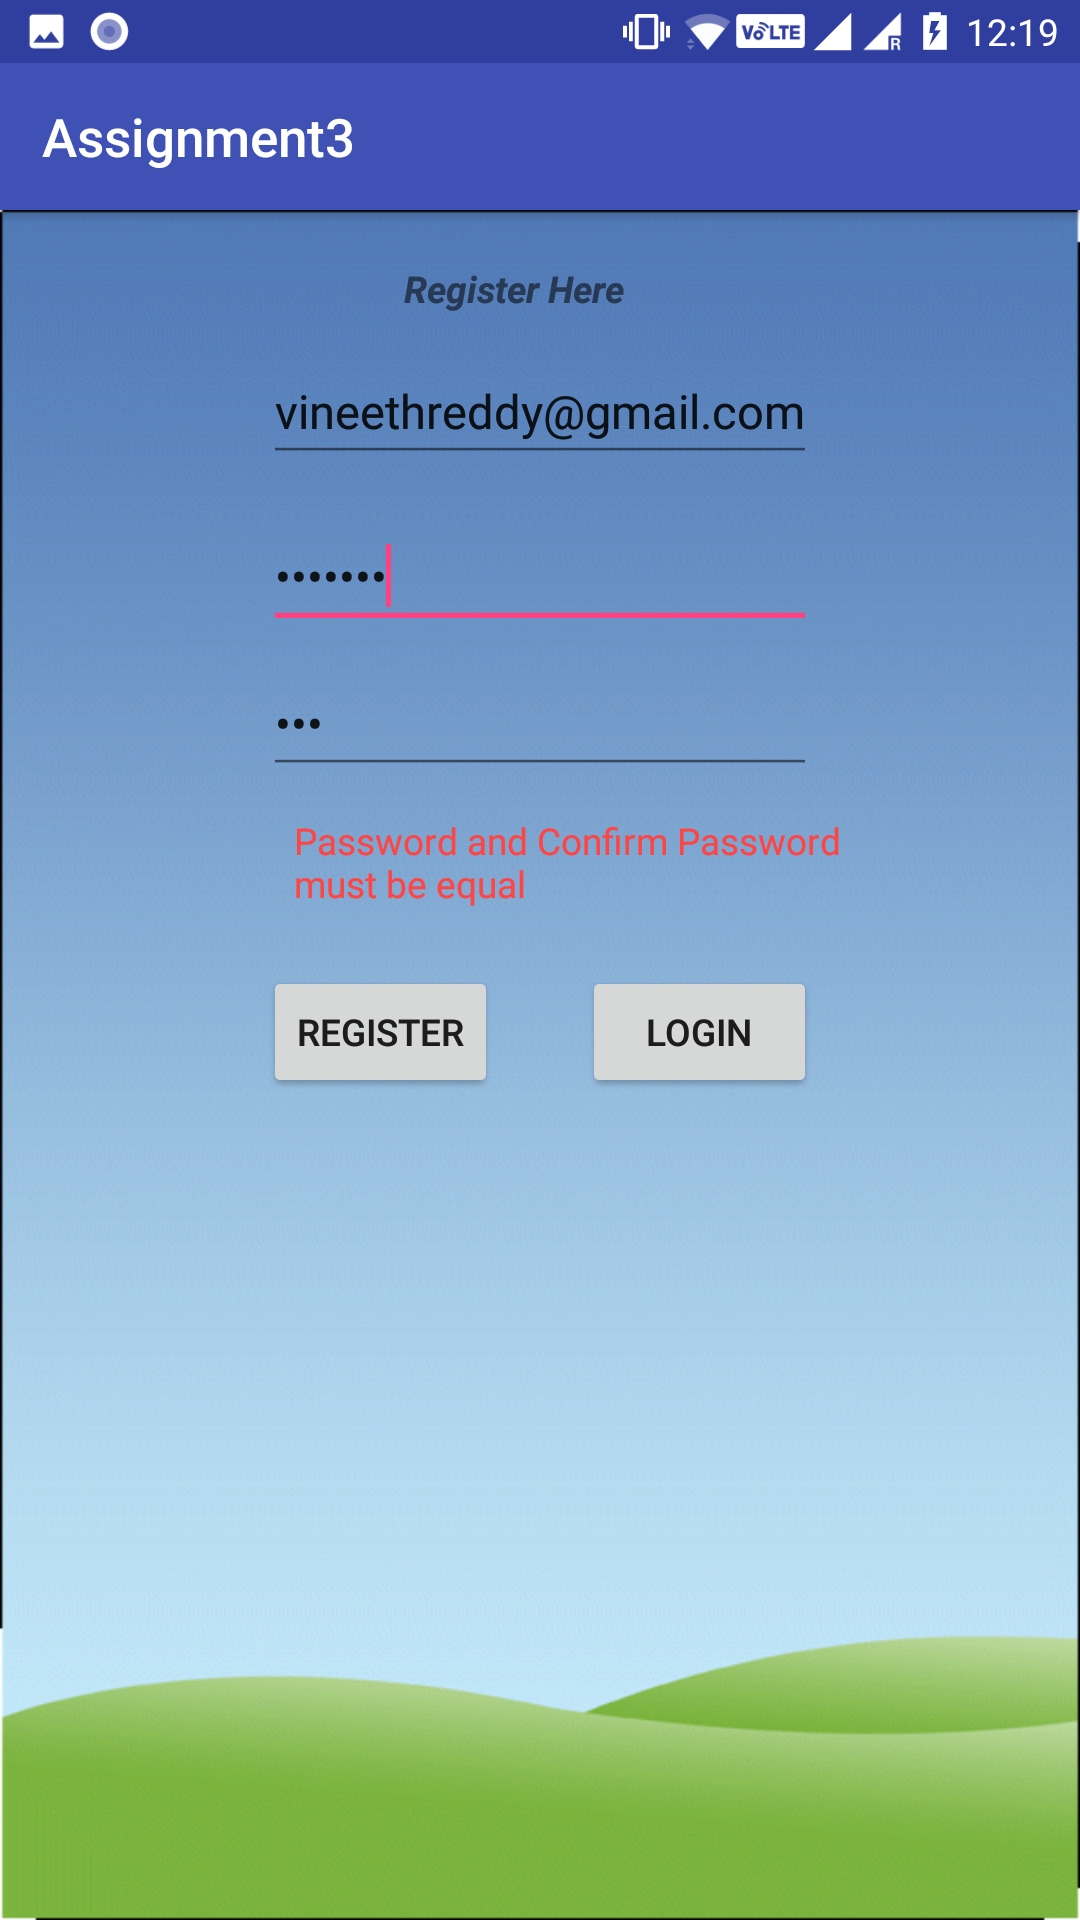 VoLTE R 12:19
Assignment3
Register Here
vineethreddy@gmail.com
•••••••
•••
Password and Confirm Password
must be equal
REGISTER LOGIN